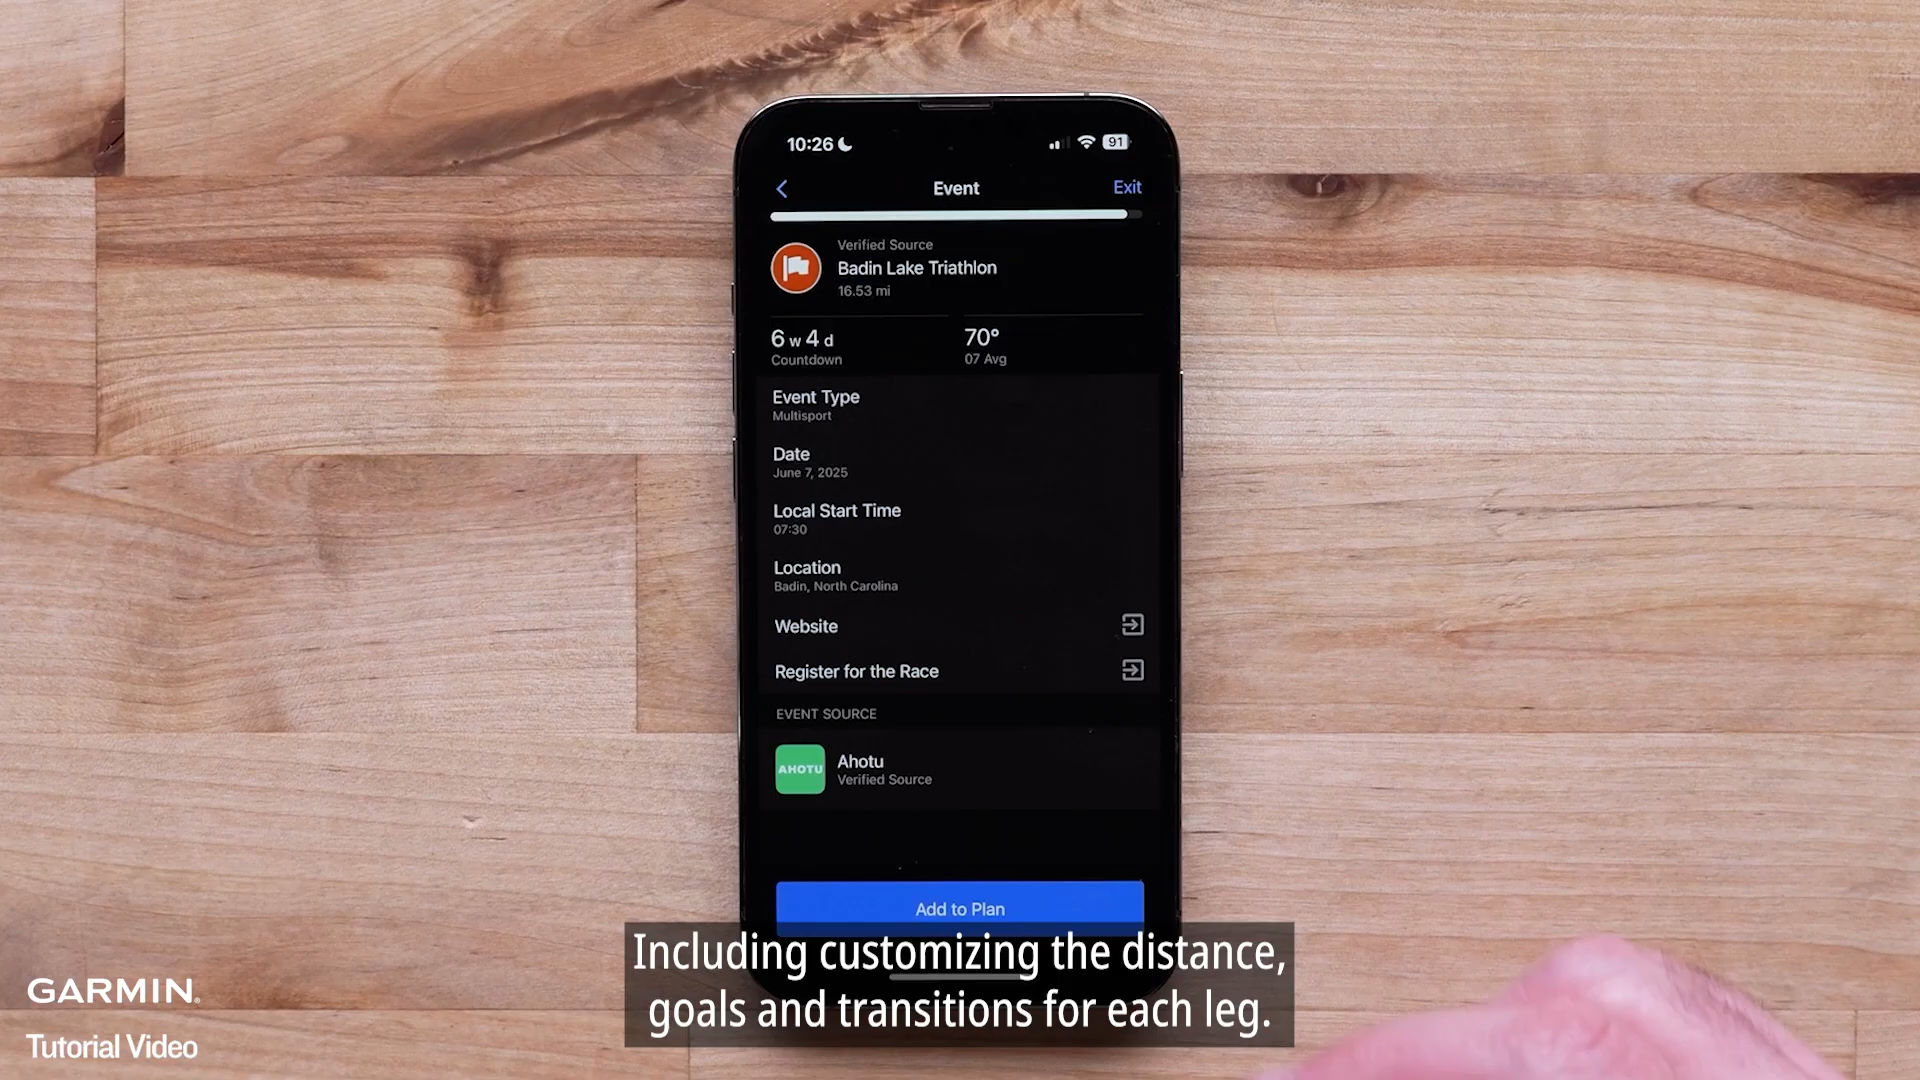 10:26
91
Event
Exit
Verified Source
Badin Lake Triathlon
16.53 mi
6 w 4 d
Countdown
70°
07 Avg
Event Type
Multisport
Date
June 7, 2025
Local Start Time
07:30
Location
Badin, North Carolina
Website
Register for the Race
EVENT SOURCE
AHOTU
Ahotu
Verified Source
Add to Plan
Including customizing the distance,
goals and transitions for each leg.
GARMIN.
Tutorial Video